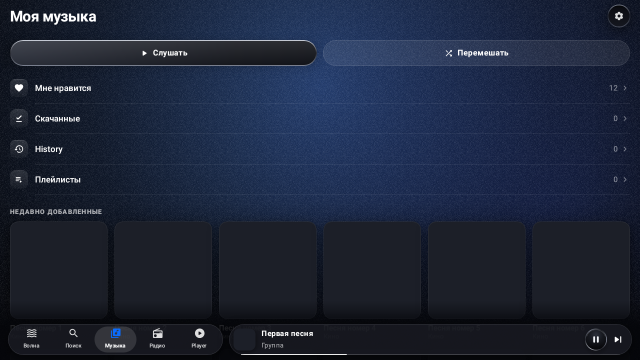 Моя музыка
Слушать
Перемешать
Мне нравится
12
Скачанные
0
History
Плейлисты
0
НЕДАВНО ДОБАВЛЕННЫЕ
Волна
Поиск
Музыка
Радио
Player
Первая песня
Группа